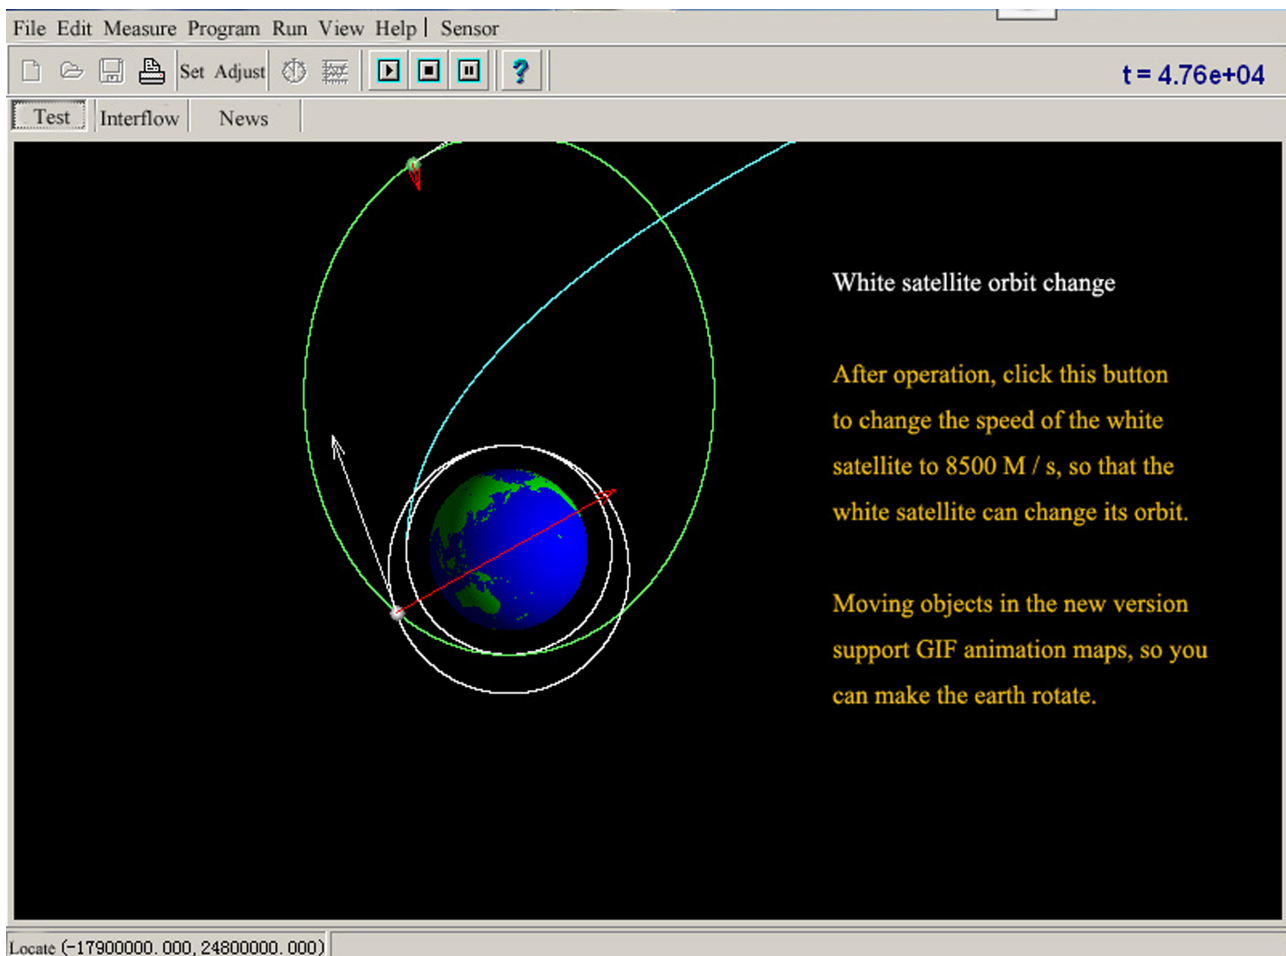 File Edit Measure Program Run View Help | Sensor
Set Adjust ? t = 4.76e+04
Test Interflow News
White satellite orbit change
After operation, click this button
to change the speed of the white
satellite to 8500 M / s, so that the
white satellite can change its orbit.
Moving objects in the new version
support GIF animation maps, so you
can make the earth rotate.
Locate (-17900000.000, 24800000.000)